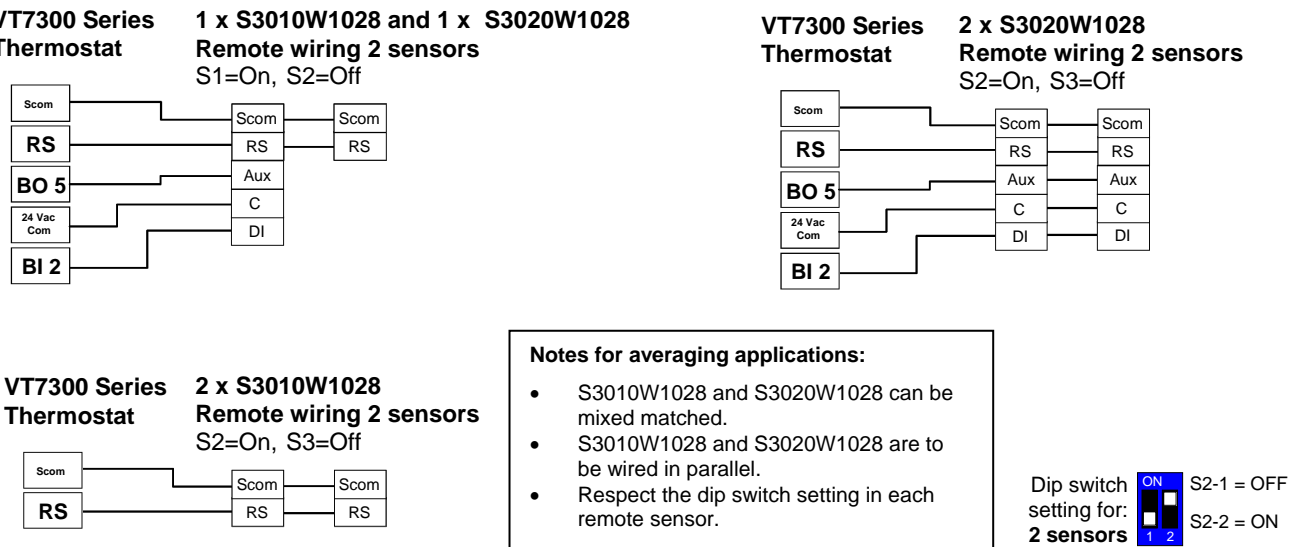 VT7300 Series
Thermostat
1 x S3010W1028 and 1 x S3020W1028
Remote wiring 2 sensors
S1=On, S2=Off
Scom
RS
BO 5
24 Vac
Com
BI 2
Scom
RS
Aux
C
DI
Scom
RS
VT7300 Series
Thermostat
2 x S3020W1028
Remote wiring 2 sensors
S2=On, S3=Off
Scom
RS
BO 5
24 Vac
Com
BI 2
Scom
RS
Aux
C
DI
Scom
RS
Aux
C
DI
VT7300 Series
Thermostat
2 x S3010W1028
Remote wiring 2 sensors
S2=On, S3=Off
Scom
RS
Scom
RS
Scom
RS
Notes for averaging applications:
• S3010W1028 and S3020W1028 can be
mixed matched.
• S3010W1028 and S3020W1028 are to
be wired in parallel.
• Respect the dip switch setting in each
remote sensor.
Dip switch
setting for:
2 sensors
ON
1 2
S2-1 = OFF
S2-2 = ON